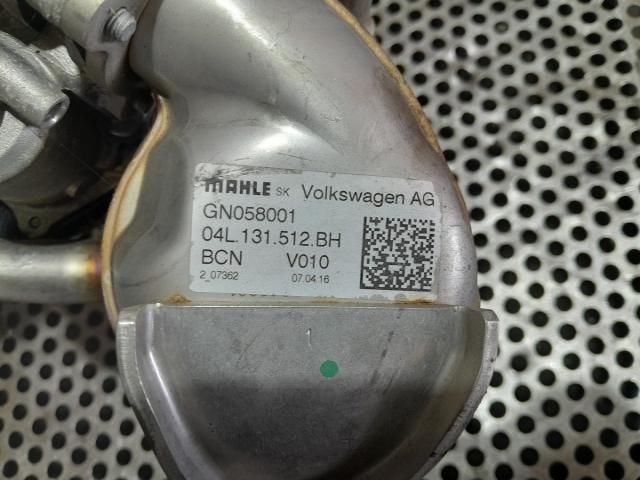 MAHLE SK Volkswagen AG
GN058001
04L.131.512.BH
BCN V010
2_07362 07.04.16
1